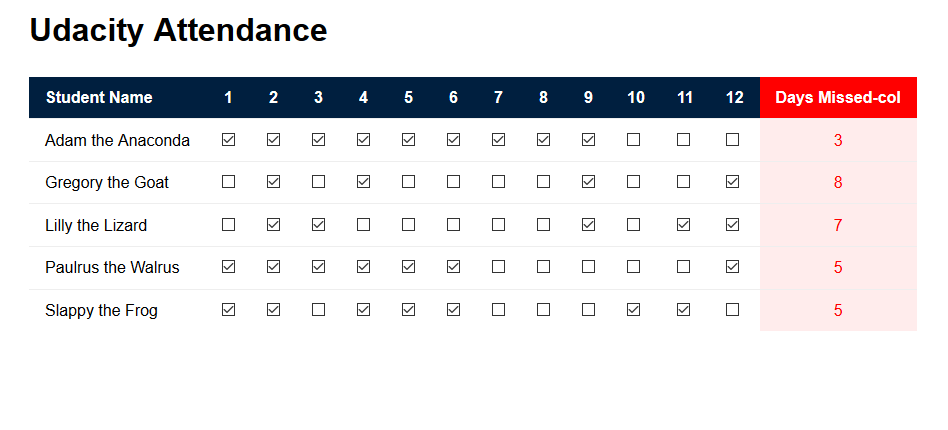 Udacity Attendance
Student Name 1 2 3 4 5 6 7 8 9 10 11 12 Days Missed-col
Adam the Anaconda 3
Gregory the Goat 8
Lilly the Lizard 7
Paulrus the Walrus 5
Slappy the Frog 5